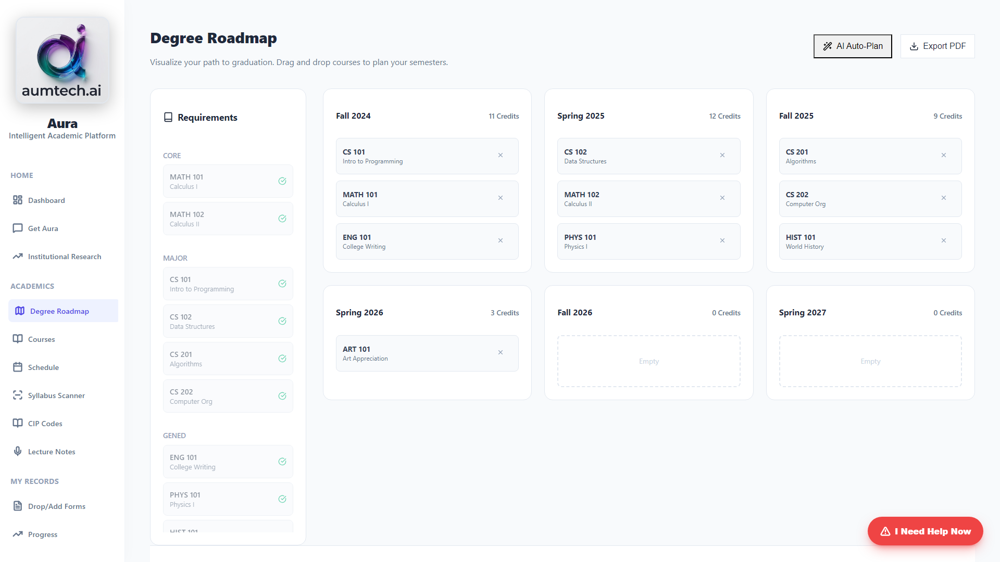 aumtech.ai
Aura
Intelligent Academic Platform
HOME
Dashboard
Get Aura
Institutional Research
ACADEMICS
Degree Roadmap
Courses
Schedule
Syllabus Scanner
CIP Codes
Lecture Notes
MY RECORDS
Drop/Add Forms
Progress
Degree Roadmap
Visualize your path to graduation. Drag and drop courses to plan your semesters.
AI Auto-Plan
Export PDF
Requirements
CORE
MATH 101
Calculus I
MATH 102
Calculus II
MAJOR
CS 101
Intro to Programming
CS 102
Data Structures
CS 201
Algorithms
CS 202
Computer Org
GENED
ENG 101
College Writing
PHYS 101
Physics I
HIST 101
Fall 2024
11 Credits
CS 101
Intro to Programming
MATH 101
Calculus I
ENG 101
College Writing
Spring 2025
12 Credits
CS 102
Data Structures
MATH 102
Calculus II
PHYS 101
Physics I
Fall 2025
9 Credits
CS 201
Algorithms
CS 202
Computer Org
HIST 101
World History
Spring 2026
3 Credits
ART 101
Art Appreciation
Fall 2026
0 Credits
Empty
Spring 2027
0 Credits
Empty
I Need Help Now